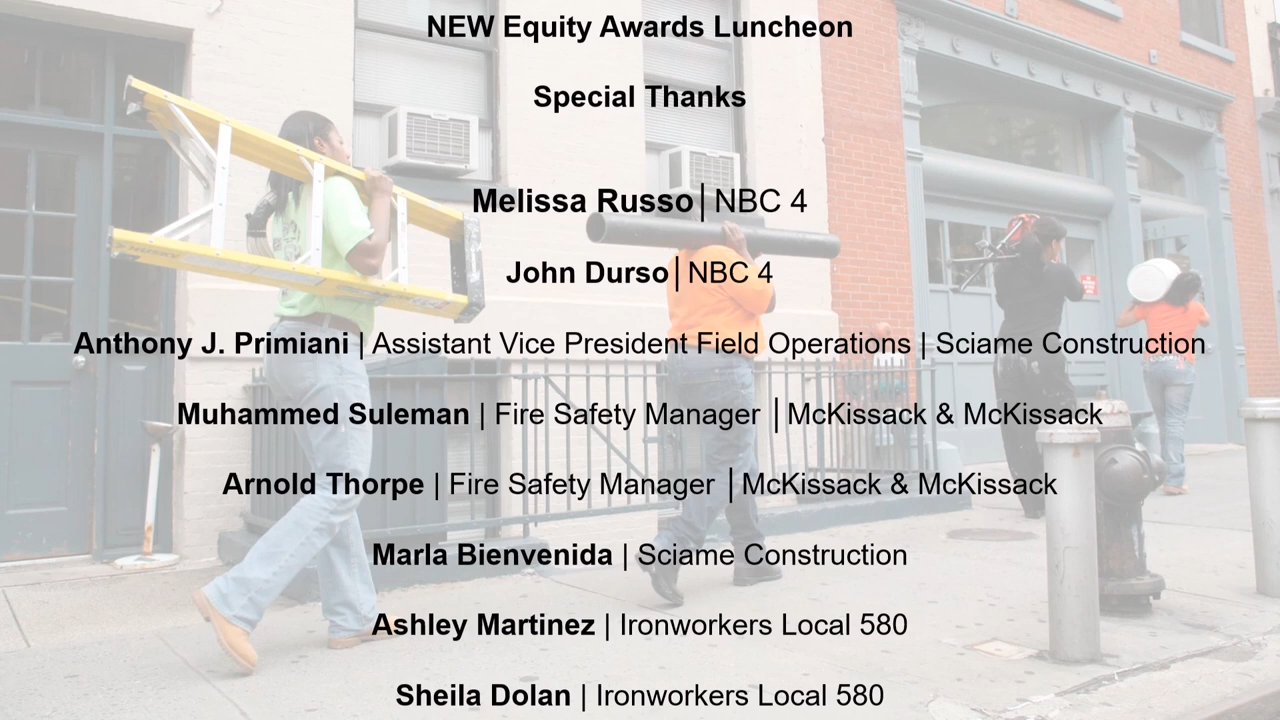 NEW Equity Awards Luncheon
Special Thanks
Melissa Russo│NBC 4
John Durso│NBC 4
Anthony J. Primiani | Assistant Vice President Field Operations | Sciame Construction
Muhammed Suleman | Fire Safety Manager │McKissack & McKissack
Arnold Thorpe | Fire Safety Manager │McKissack & McKissack
Marla Bienvenida | Sciame Construction
Ashley Martinez | Ironworkers Local 580
Sheila Dolan | Ironworkers Local 580